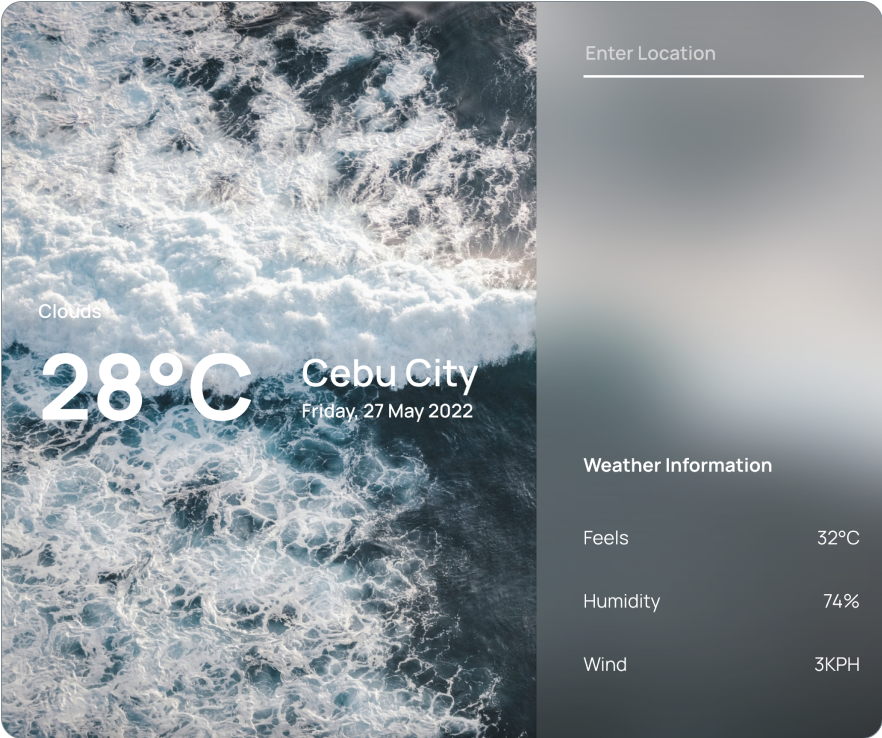 Enter Location
Clouds
28°C
Cebu City
Friday, 27 May 2022
Weather Information
Feels 32°C
Humidity 74%
Wind 3KPH